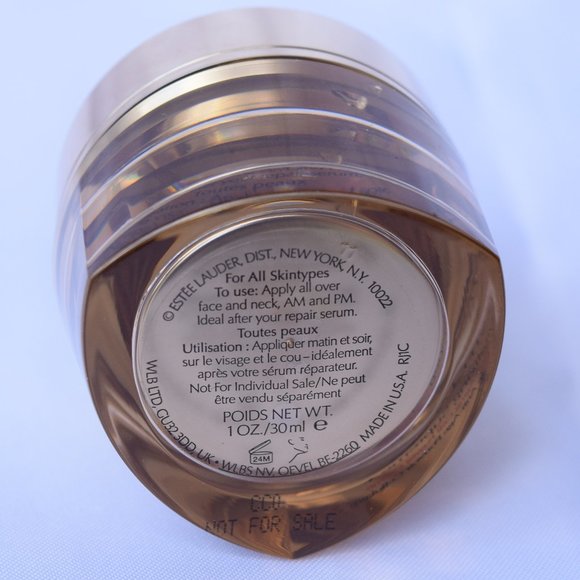 © ESTĒE LAUDER, DIST., NEW YORK, N.Y. 10022
For All Skintypes
To use: Apply all over
face and neck, AM and PM.
Ideal after your repair serum.
Toutes peaux
Utilisation : Appliquer matin et soir,
sur le visage et le cou–idéalement
après votre sérum réparateur.
Not For Individual Sale/Ne peut
être vendu séparément
POIDS NET WT.
1 OZ./30 ml ℮
24M
WLB LTD, GU32 3DD, UK • WLBS NV, OEVEL BE-2260 MADE IN U.S.A. RJ1C
CC0
NOT FOR SALE